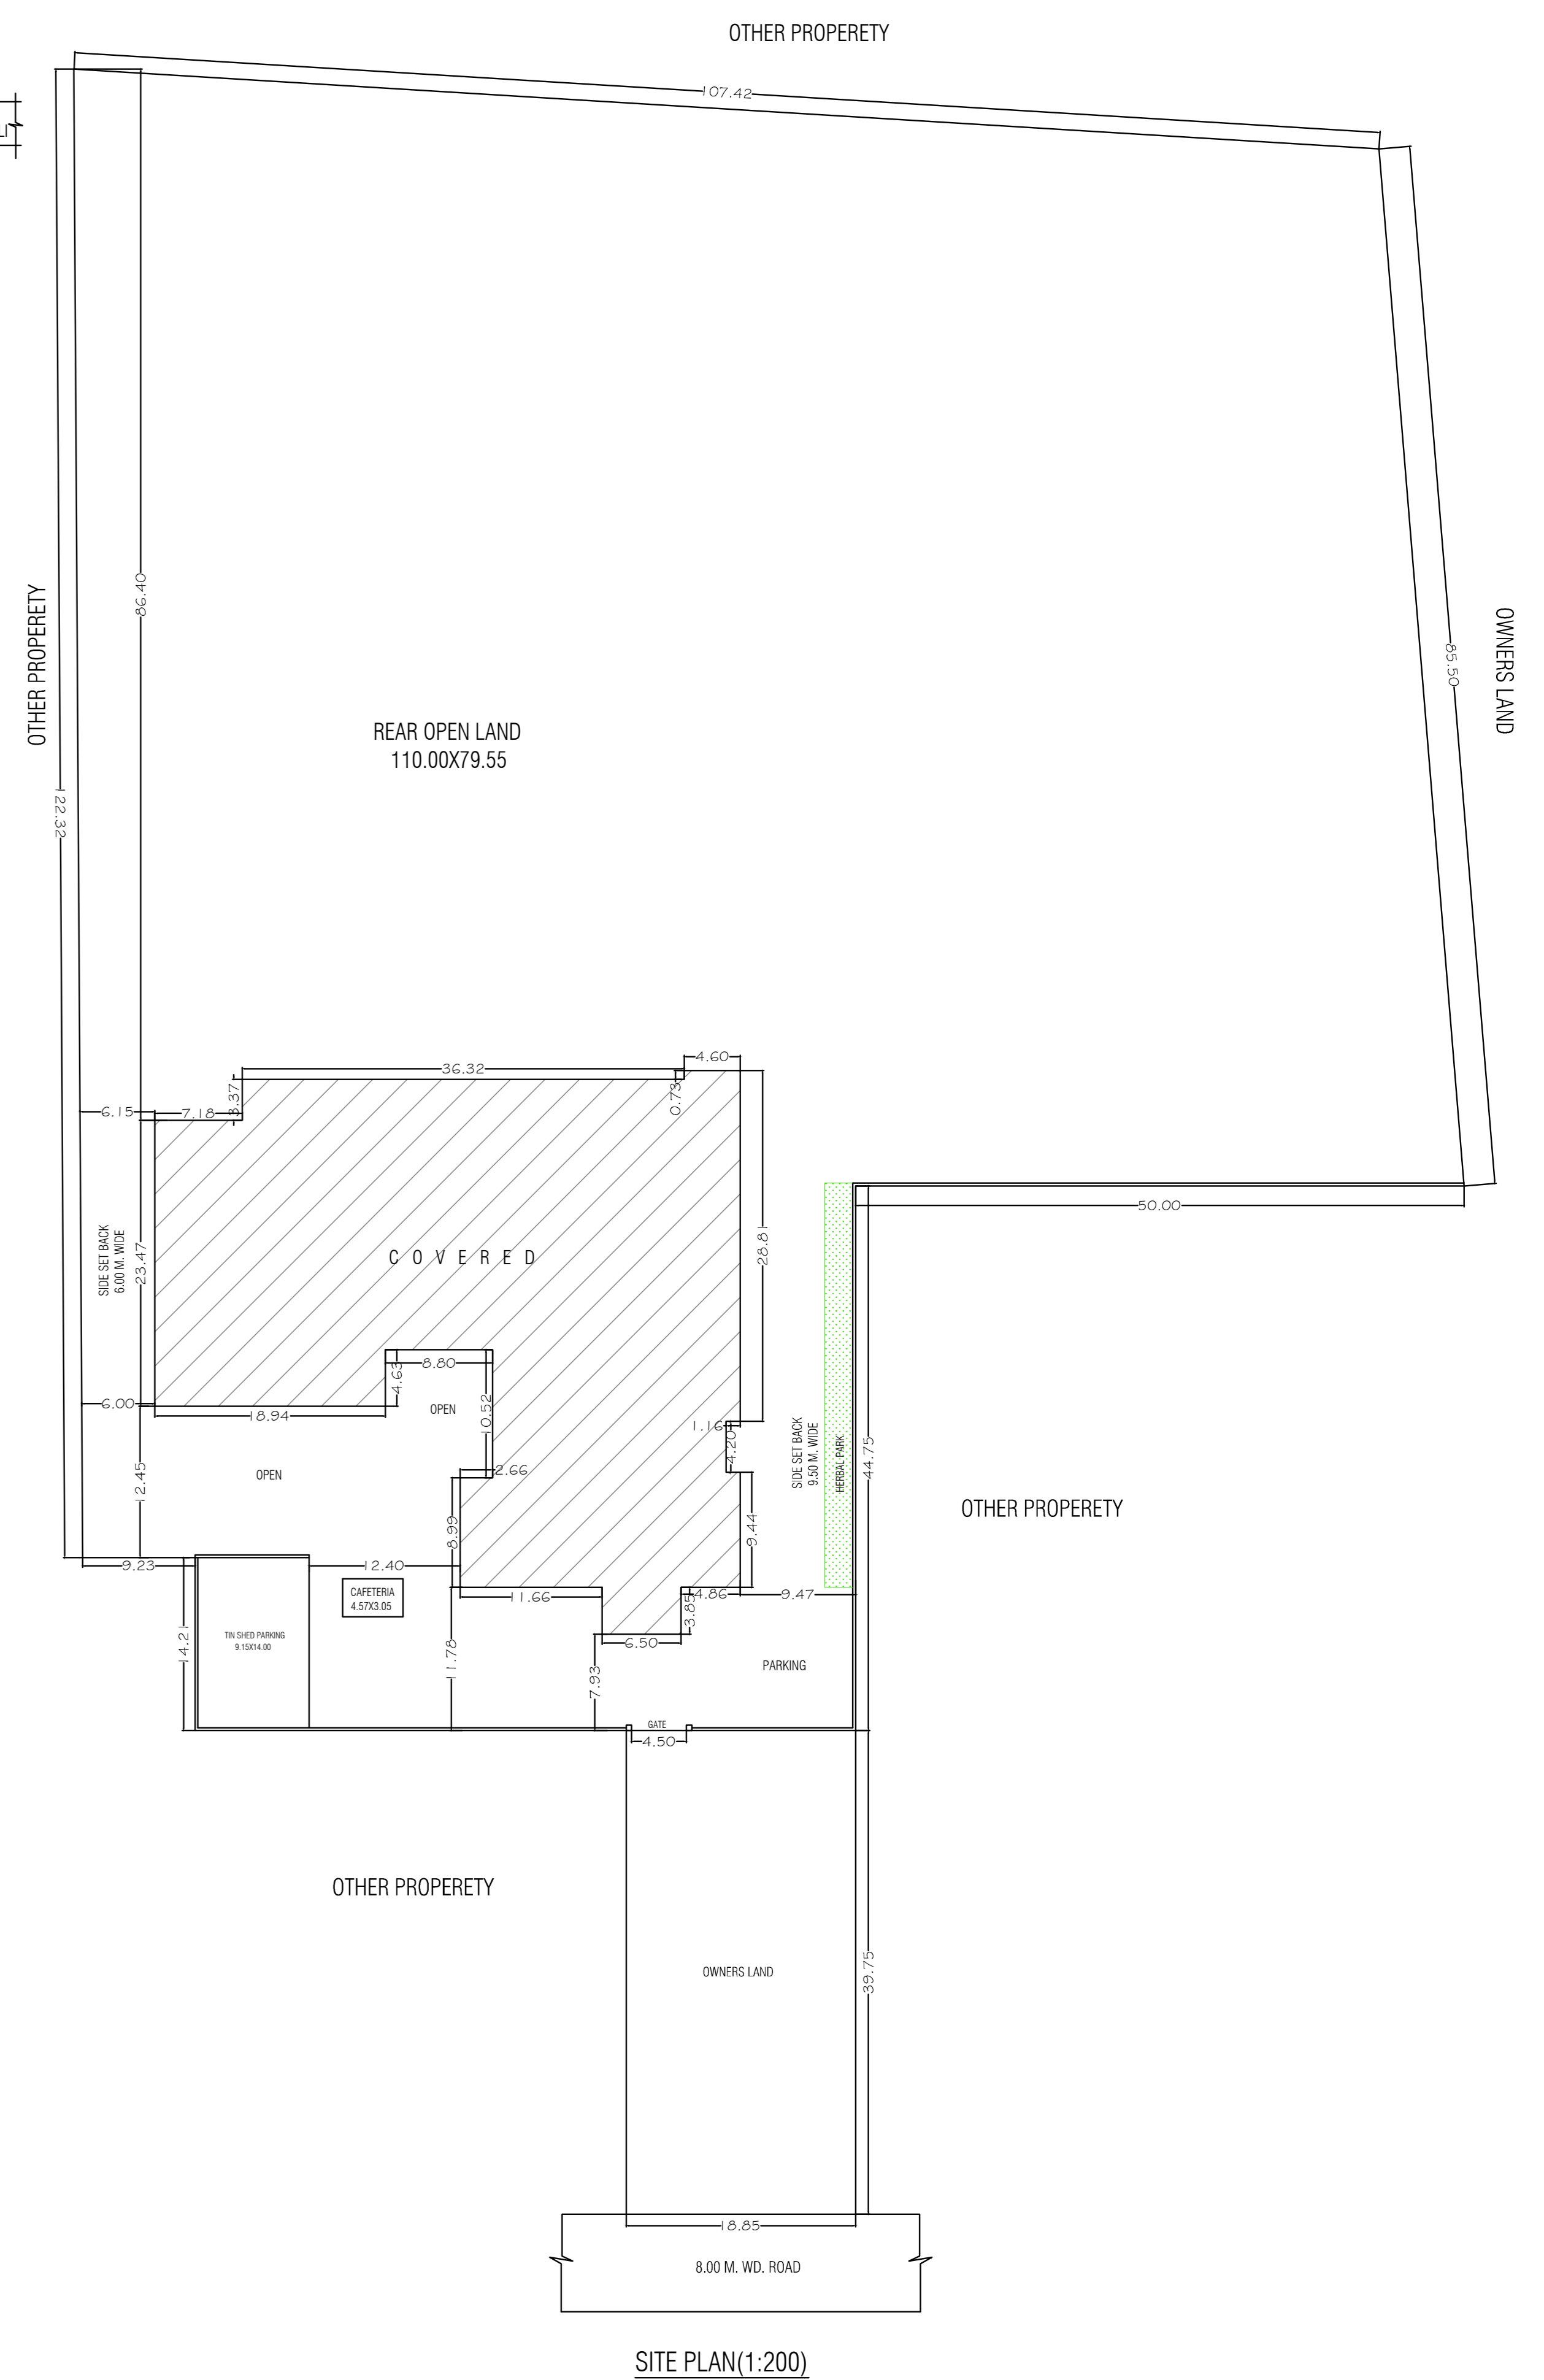 OTHER PROPERETY
107.42
86.40
OTHER PROPERETY
122.32
85.50
OWNERS LAND
REAR OPEN LAND
110.00X79.55
4.60
36.32
3.37
0.73
6.15
7.18
50.00
28.81
SIDE SET BACK
6.00 M. WIDE
23.47
COVERED
8.80
4.63
10.52
OPEN
6.00
18.94
1.16
4.20
SIDE SET BACK
9.50 M. WIDE
HERBAL PARK
44.75
OTHER PROPERETY
OPEN
2.66
12.45
8.99
9.44
9.23
12.40
CAFETERIA
4.57X3.05
11.66
4.86
9.47
3.85
TIN SHED PARKING
9.15X14.00
14.21
11.78
6.50
7.93
PARKING
GATE
4.50
OTHER PROPERETY
OWNERS LAND
39.75
18.85
8.00 M. WD. ROAD
SITE PLAN(1:200)